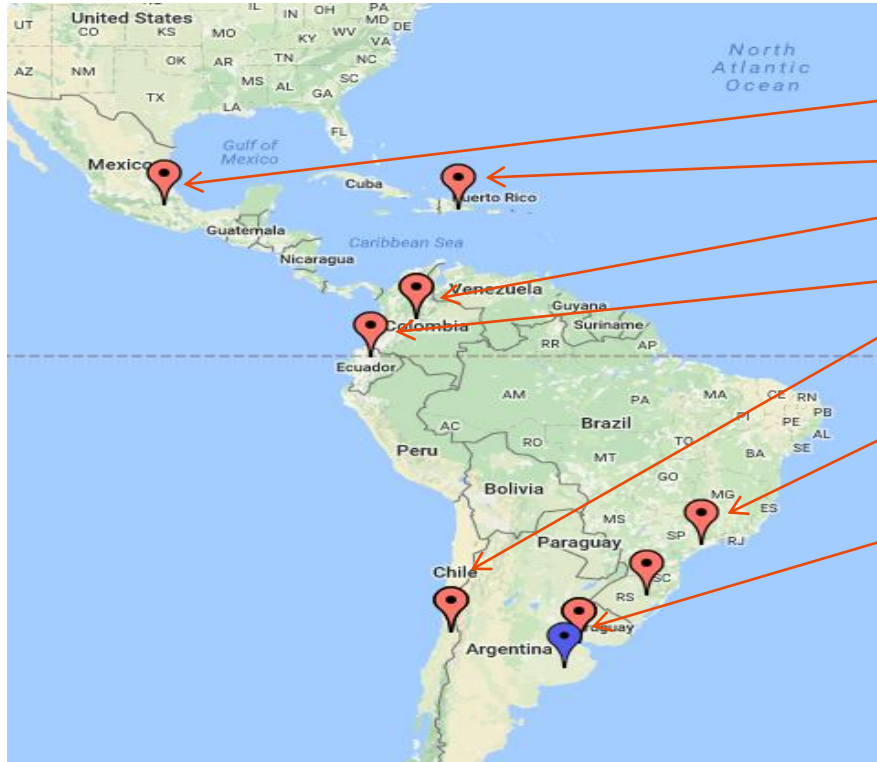 United States
UT
CO
KS
MO
IL
IN
OH
PA
MD
DE
WV
VA
KY
AZ
NM
OK
AR
TN
NC
MS
AL
GA
SC
TX
LA
FL
North
Atlantic
Ocean
Gulf of
Mexico
Mexico
Cuba
Puerto Rico
Guatemala
Caribbean Sea
Nicaragua
Venezuela
Guyana
Suriname
Colombia
RR
AP
Ecuador
AM
PA
MA
CE
RN
PB
PI
PE
AL
SE
AC
Brazil
RO
TO
BA
Peru
MT
GO
Bolivia
MG
ES
MS
SP
RJ
Paraguay
Chile
SC
RS
Uruguay
Argentina